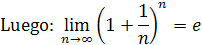 Luego: lim n→∞ (1 + 1/n)^n = e